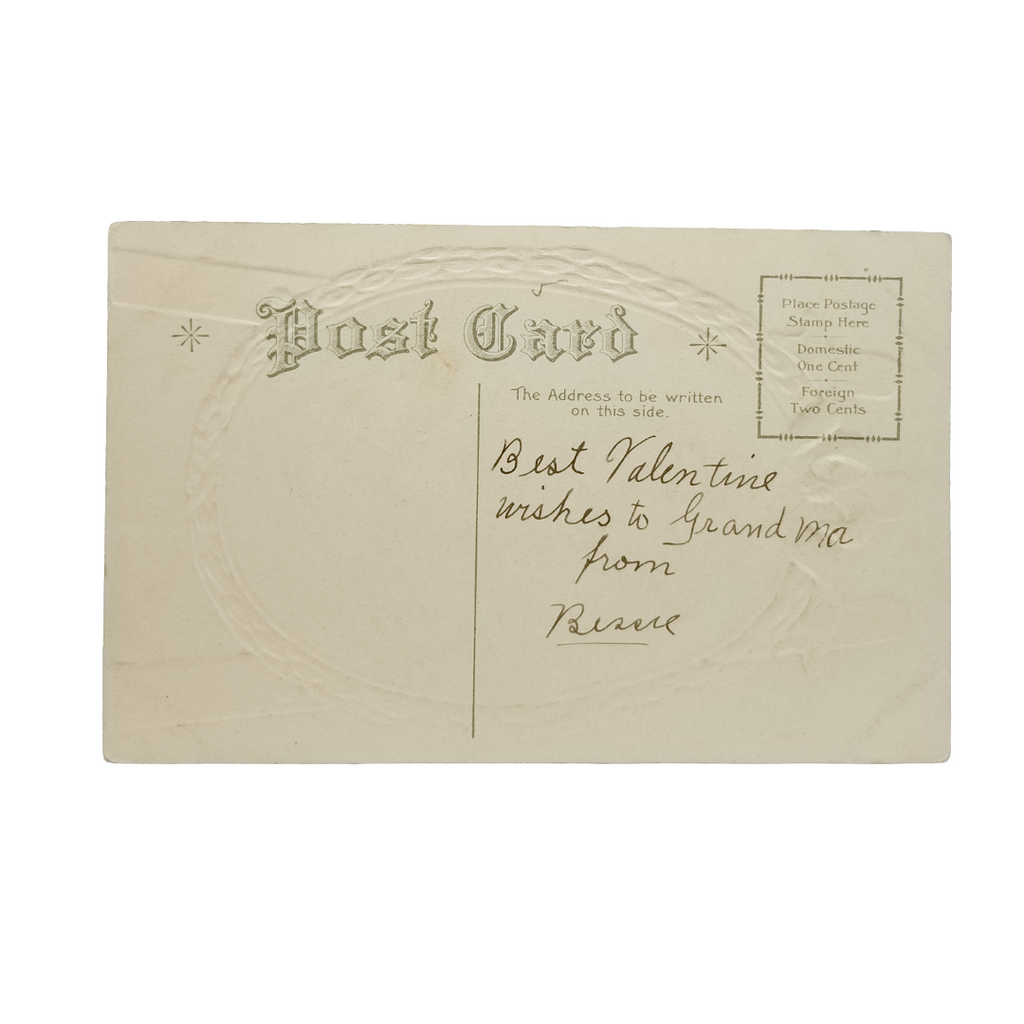 Post Card
Place Postage
Stamp Here
Domestic
One Cent
Foreign
Two Cents
The Address to be written
on this side.
Best Valentine
wishes to Grand Ma
from
Bessie